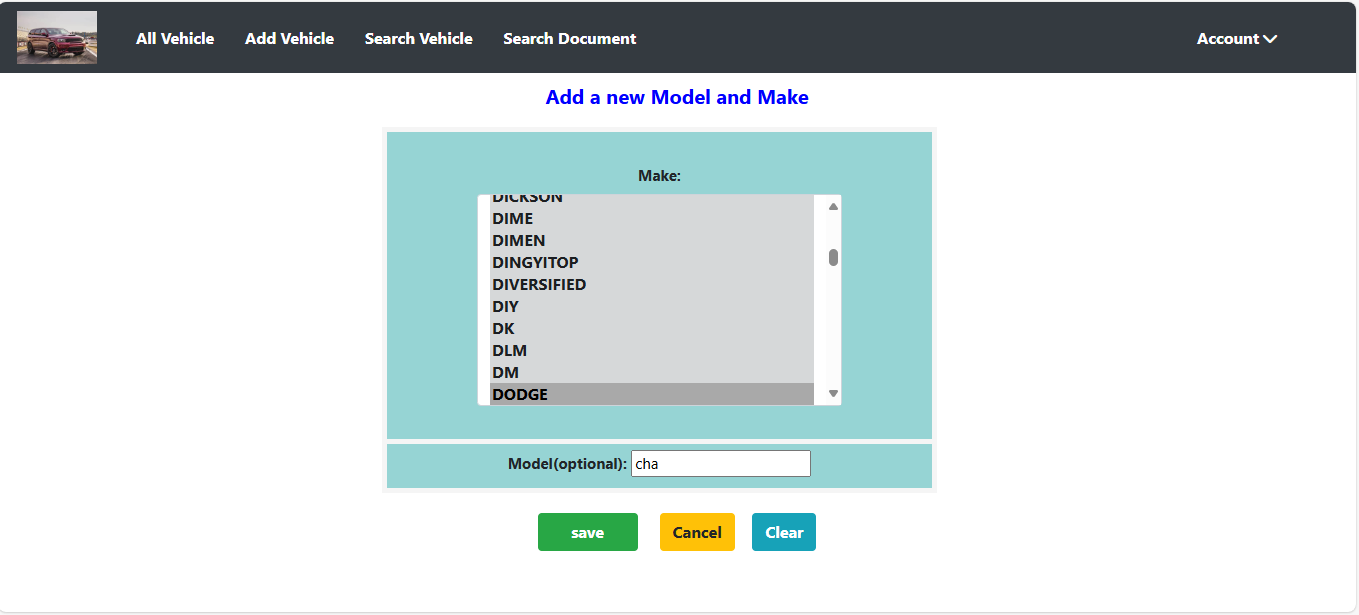 All Vehicle Add Vehicle Search Vehicle Search Document Account
Add a new Model and Make
Make:
DICKSON
DIME
DIMEN
DINGYITOP
DIVERSIFIED
DIY
DK
DLM
DM
DODGE
Model(optional): cha
save Cancel Clear